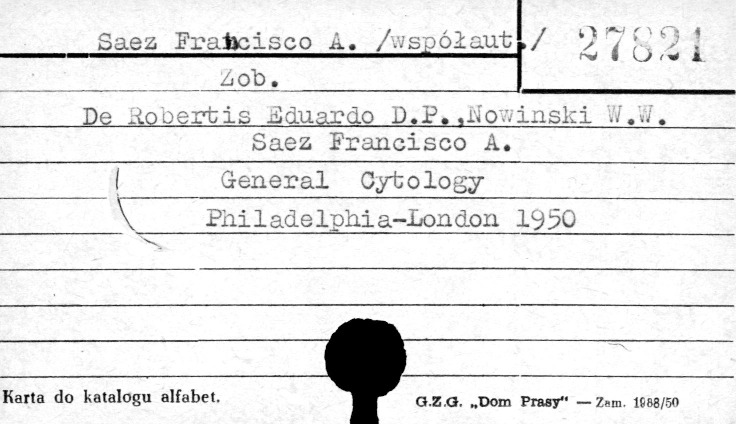 Saez Francisco A. /współaut./ 27821
Zob.
De Robertis Eduardo D.P.,Nowinski W.W.
Saez Francisco A.
General Cytology
Philadelphia-London 1950
Karta do katalogu alfabet. G.Z.G. „Dom Prasy“ — Zam. 1988/50